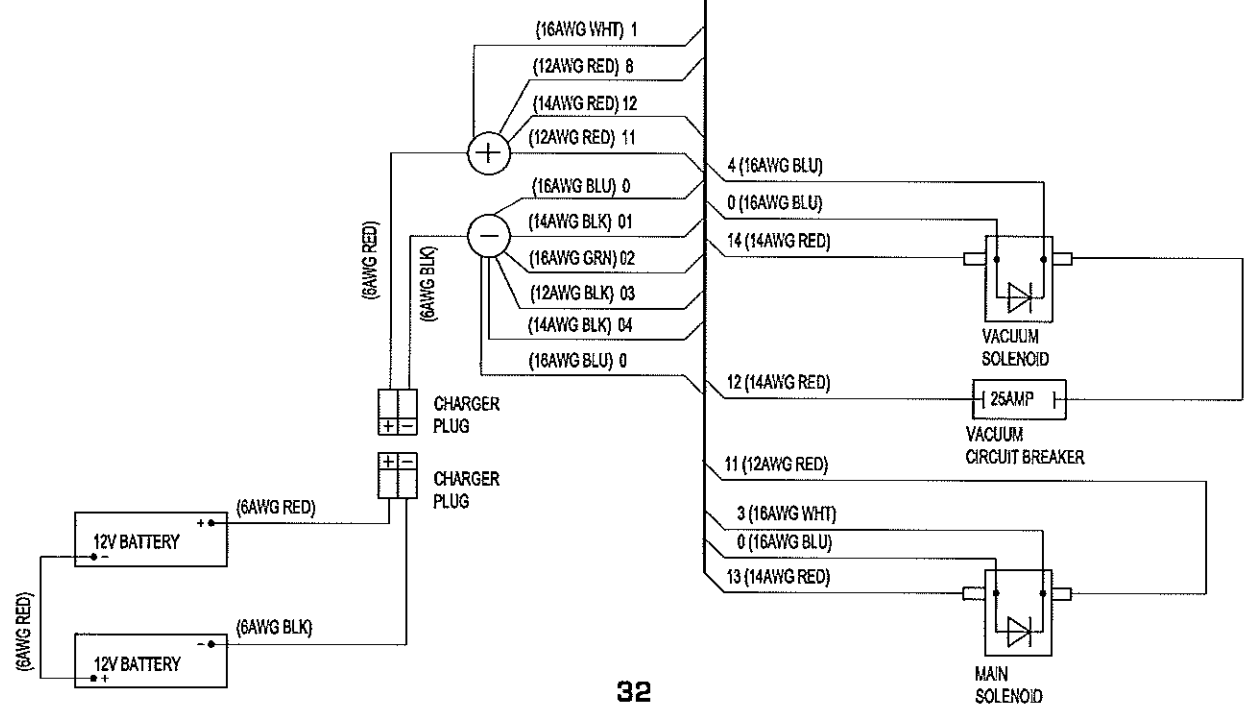 (16AWG WHT) 1
(12AWG RED) 8
(14AWG RED) 12
(12AWG RED) 11
+
(16AWG BLU) 0
(14AWG BLK) 01
(16AWG GRN) 02
(12AWG BLK) 03
(14AWG BLK) 04
(16AWG BLU) 0
−
(6AWG RED)
(6AWG BLK)
4 (16AWG BLU)
0 (16AWG BLU)
14 (14AWG RED)
VACUUM
SOLENOID
12 (14AWG RED)
25AMP
VACUUM
CIRCUIT BREAKER
+ −
CHARGER
PLUG
+ −
CHARGER
PLUG
11 (12AWG RED)
3 (16AWG WHT)
0 (16AWG BLU)
13 (14AWG RED)
MAIN
SOLENOID
(6AWG RED)
+
12V BATTERY
−
(6AWG RED)
(6AWG BLK)
−
12V BATTERY
+
32